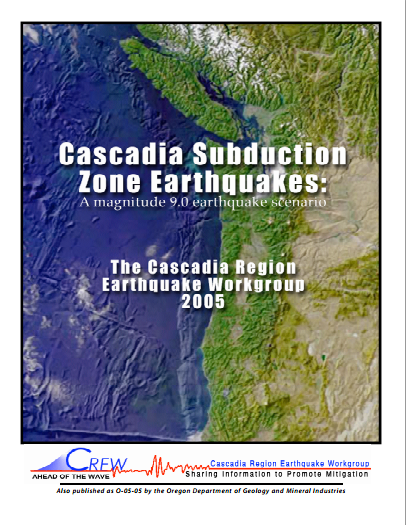 Cascadia Subduction
Zone Earthquakes:
A magnitude 9.0 earthquake scenario
The Cascadia Region
Earthquake Workgroup
2005
CREW
AHEAD OF THE WAVE
Cascadia Region Earthquake Workgroup
Sharing Information to Promote Mitigation
Also published as O-05-05 by the Oregon Department of Geology and Mineral Industries